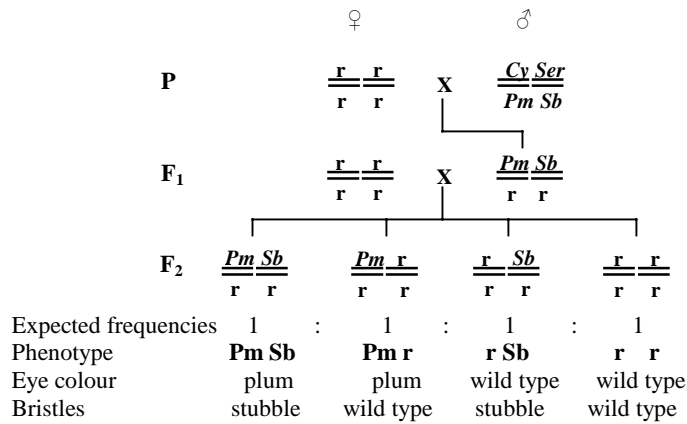 ♀ ♂
r r Cy Ser
P X
r r Pm Sb
r r Pm Sb
F1 X
r r r r
Pm Sb Pm r r Sb r r
F2
r r r r r r r r
Expected frequencies 1 : 1 : 1 : 1
Phenotype Pm Sb Pm r r Sb r r
Eye colour plum plum wild type wild type
Bristles stubble wild type stubble wild type